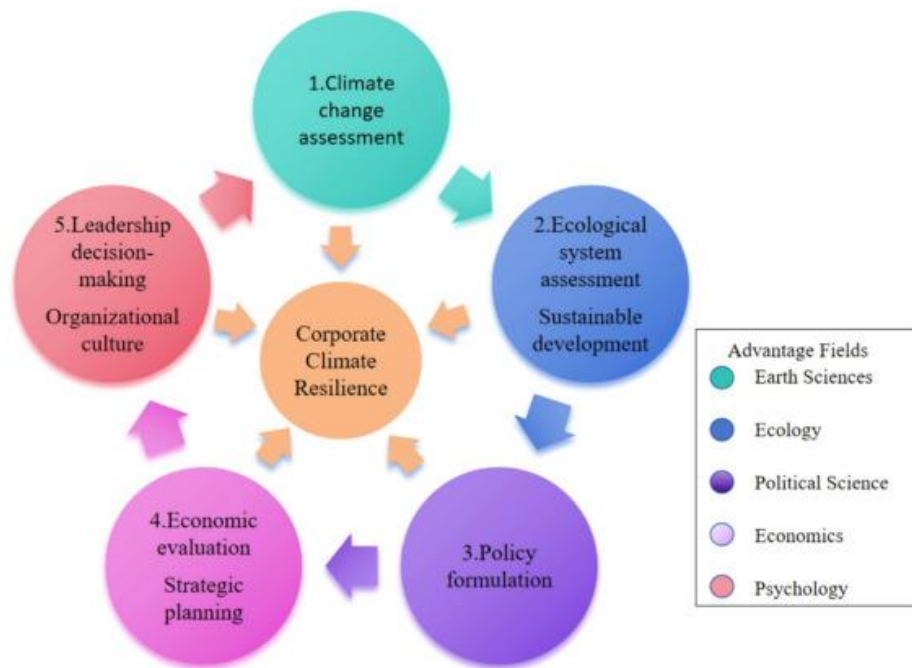 1.Climate
change
assessment
2.Ecological
system
assessment
Sustainable
development
3.Policy
formulation
4.Economic
evaluation
Strategic
planning
5.Leadership
decision-
making
Organizational
culture
Corporate
Climate
Resilience
Advantage Fields
Earth Sciences
Ecology
Political Science
Economics
Psychology